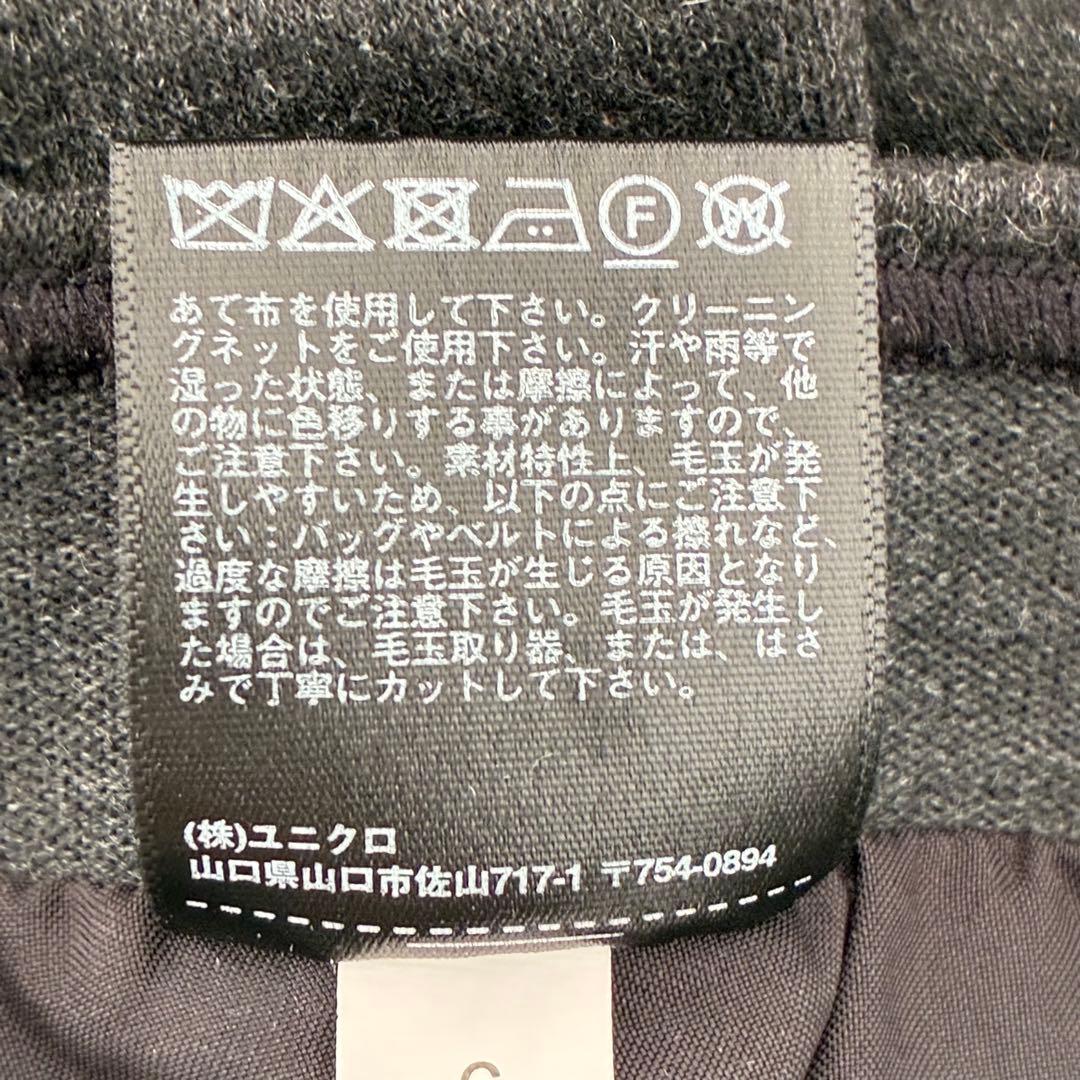 F W
あて布を使用して下さい。クリーニン
グネットをご使用下さい。汗や雨等で
湿った状態、または摩擦によって、他
の物に色移りする事がありますので、
ご注意下さい。素材特性上、毛玉が発
生しやすいため、以下の点にご注意下
さい：バッグやベルトによる擦れなど、
過度な摩擦は毛玉が生じる原因となり
ますのでご注意下さい。毛玉が発生し
た場合は、毛玉取り器、または、はさ
みで丁寧にカットして下さい。
(株)ユニクロ
山口県山口市佐山717-1 〒754-0894